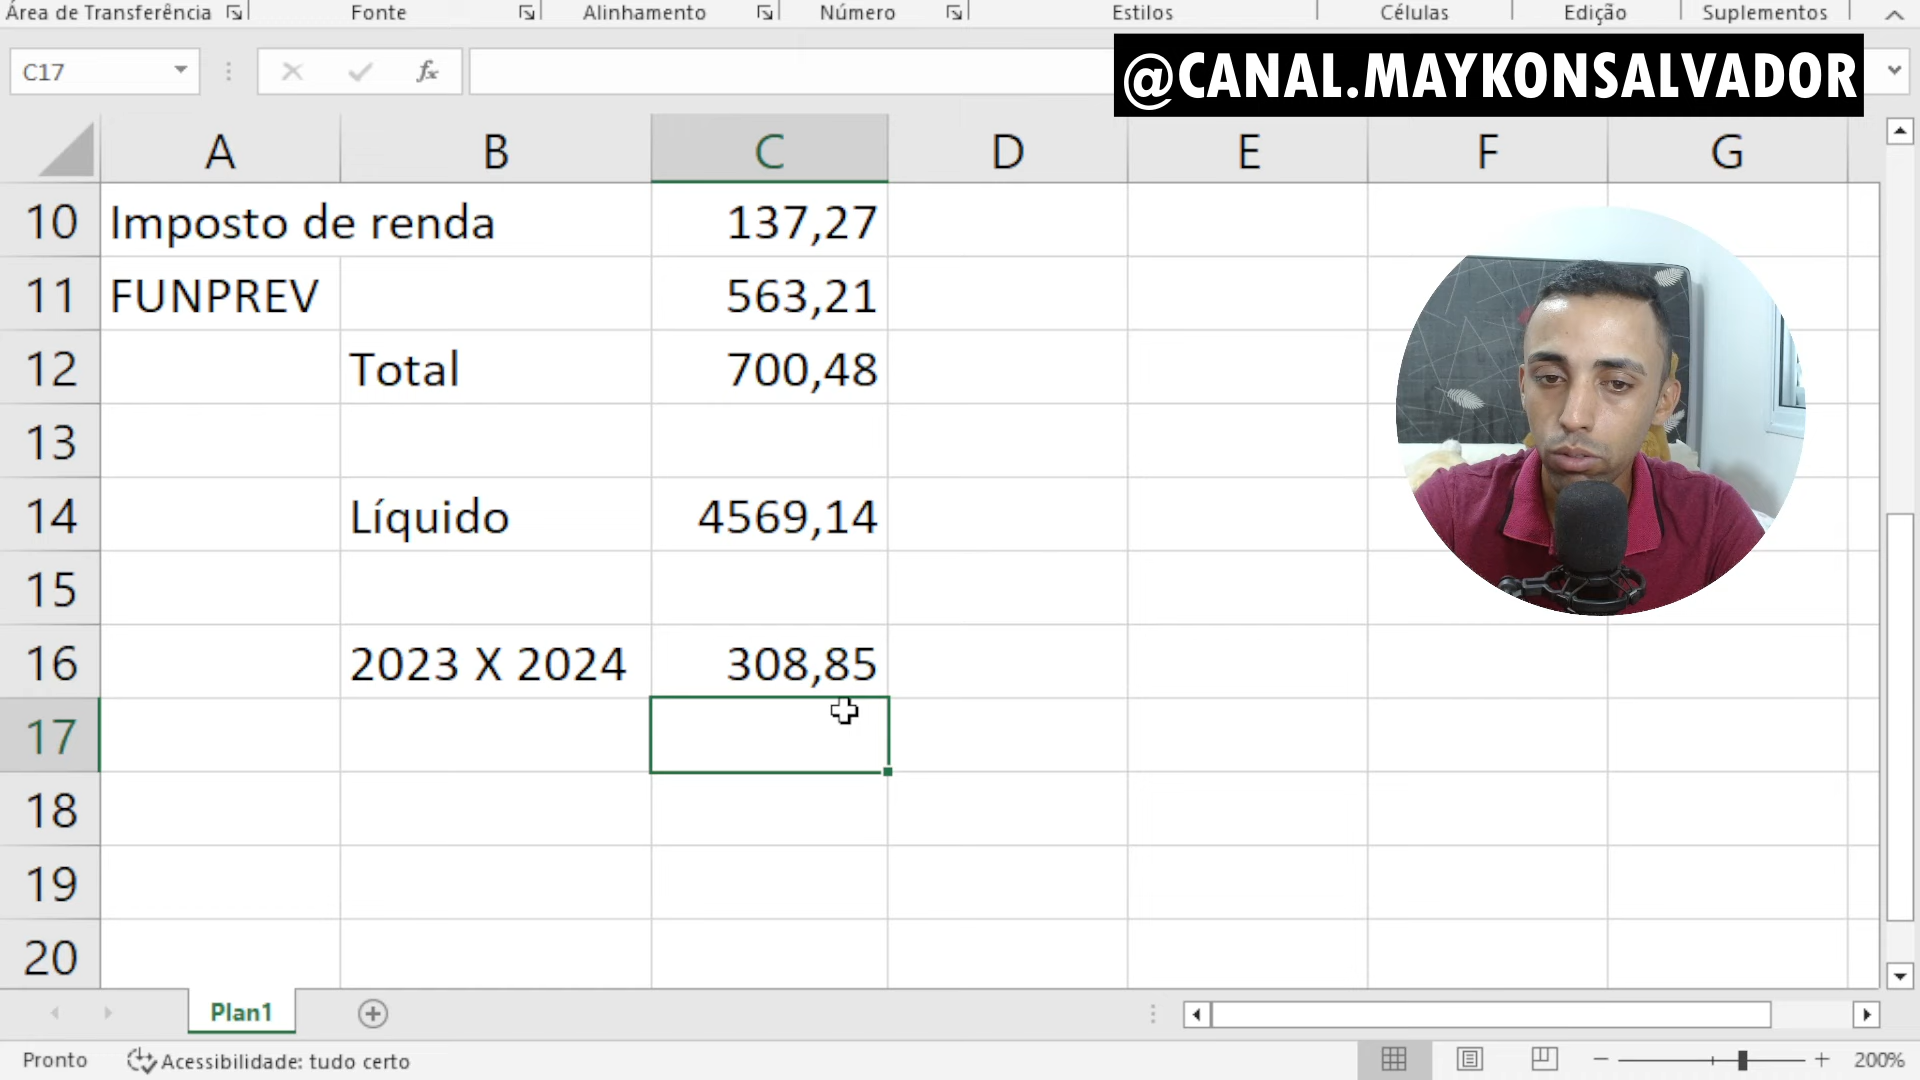 Área de Transferência Fonte Alinhamento Número Estilos Células Edição Suplementos
C17 fx @CANAL.MAYKONSALVADOR
A B C D E F G
10 Imposto de renda 137,27
11 FUNPREV 563,21
12 Total 700,48
13
14 Líquido 4569,14
15
16 2023 X 2024 308,85
17
18
19
20
Plan1
Pronto Acessibilidade: tudo certo 200%